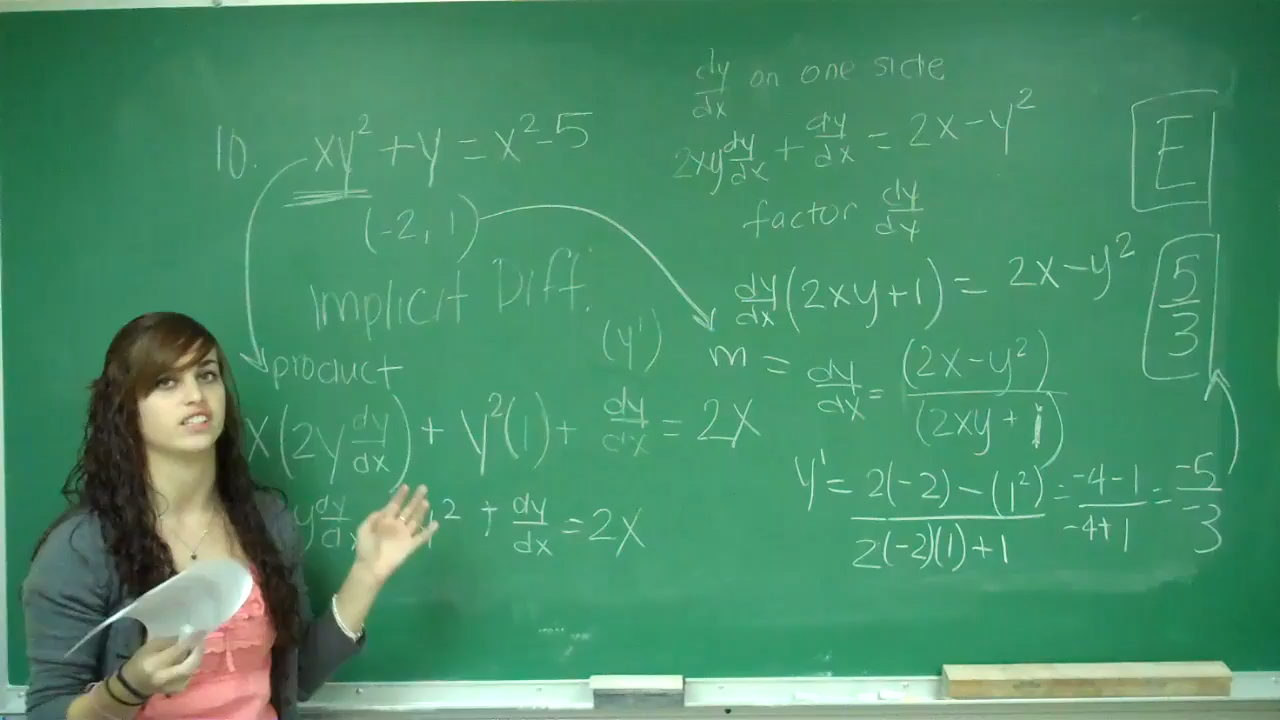 10. xy² + y = x² - 5
(-2, 1)
Implicit Diff.
(y')
product
x(2y dy/dx) + y²(1) + dy/dx = 2x
y dy/dx y² + dy/dx = 2x
dy/dx on one side
2xy dy/dx + dy/dx = 2x - y²
factor dy/dx
dy/dx (2xy + 1) = 2x - y²
m = dy/dx = (2x - y²)/(2xy + 1)
y' = 2(-2) - (1²)/2(-2)(1) + 1 = -4 - 1/-4 + 1 = -5/-3
E
5/3